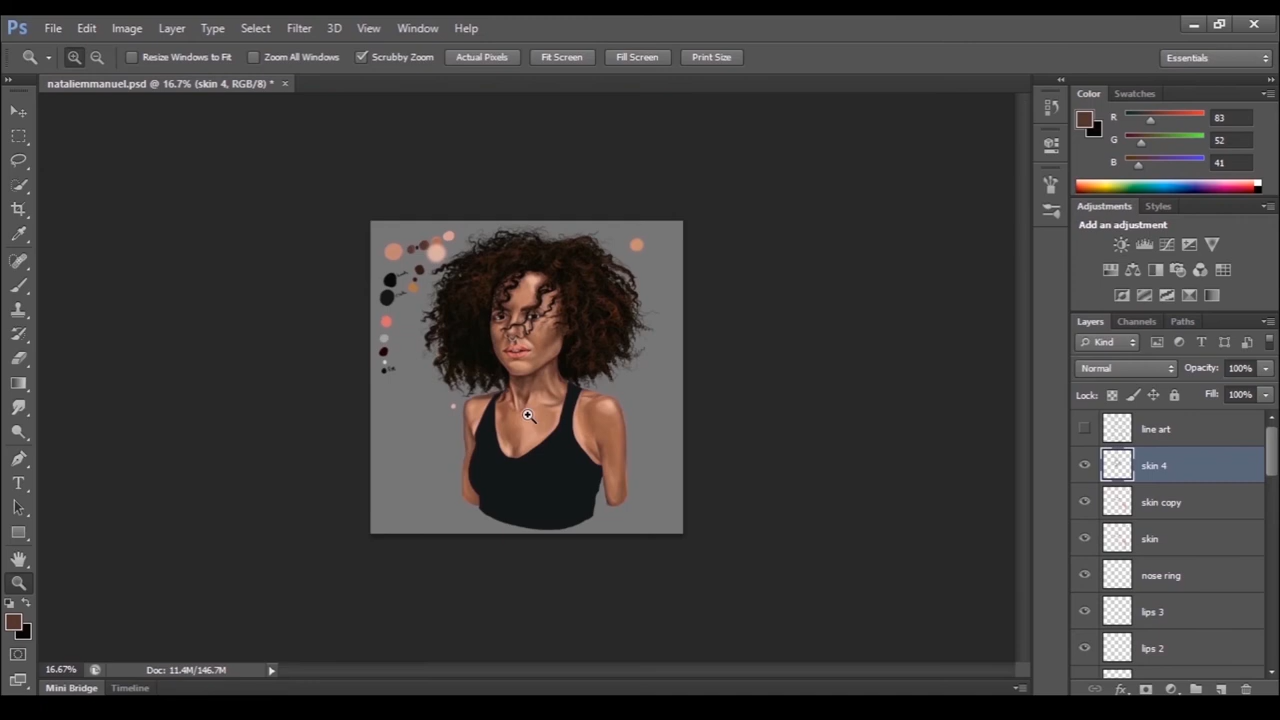 Ps File Edit Image Layer Type Select Filter 3D View Window Help
Resize Windows to Fit Zoom All Windows Scrubby Zoom Actual Pixels Fit Screen Fill Screen Print Size Essentials
nataliemmanuel.psd @ 16.7% (skin 4, RGB/8) *
Color Swatches
R 83
G 52
B 41
Adjustments Styles
Add an adjustment
Layers Channels Paths
Kind
Normal Opacity: 100%
Lock: Fill: 100%
line art
skin 4
skin copy
skin
nose ring
lips 3
lips 2
16.67% Doc: 11.4M/146.7M
Mini Bridge Timeline